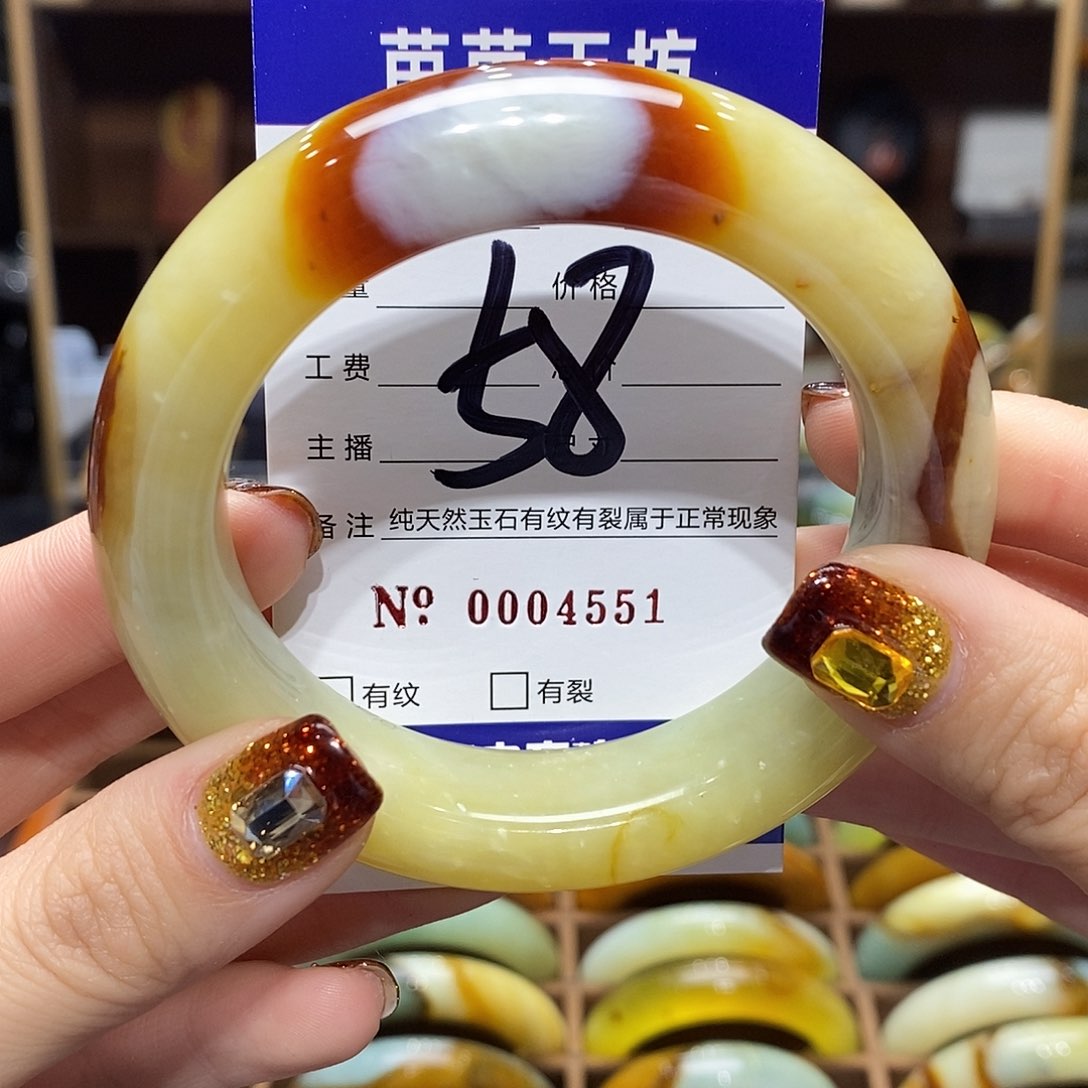 价格
58
工费
主播
备注 纯天然玉石有纹有裂属于正常现象
Nº 0004551
有纹 有裂